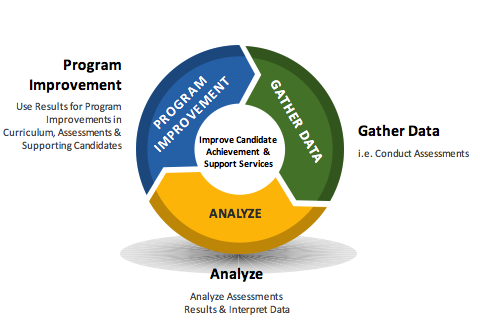 Program
Improvement
Use Results for Program
Improvements in
Curriculum, Assessments &
Supporting Candidates
PROGRAM
IMPROVEMENT
GATHER DATA
Improve Candidate
Achievement &
Support Services
Gather Data
i.e. Conduct Assessments
ANALYZE
Analyze
Analyze Assessments
Results & Interpret Data